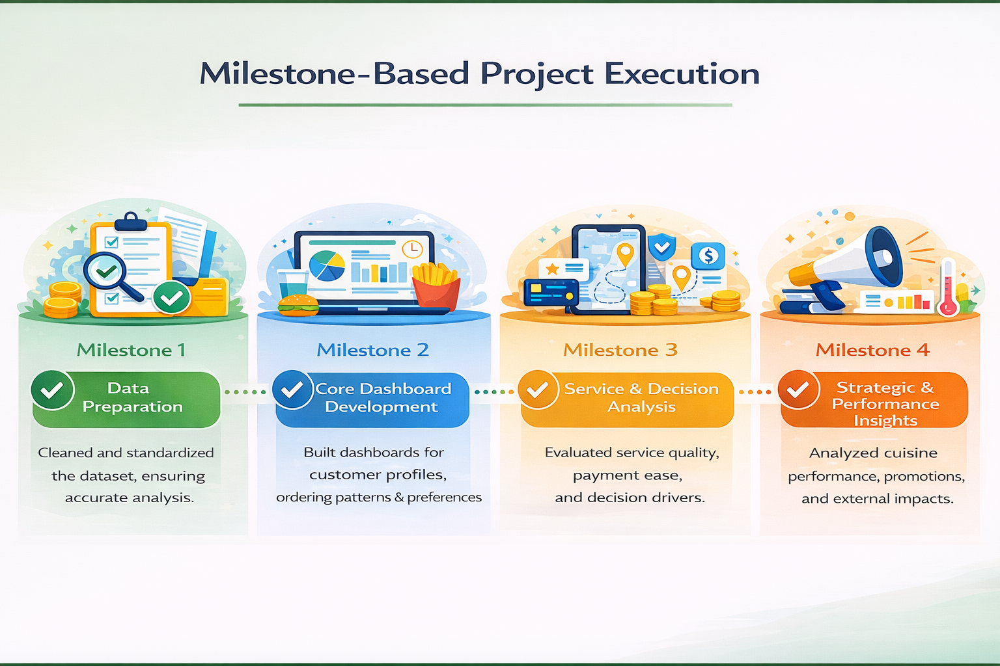 Milestone-Based Project Execution
Milestone 1
Data
Preparation
Cleaned and standardized
the dataset, ensuring
accurate analysis.
Milestone 2
Core Dashboard
Development
Built dashboards for
customer profiles,
ordering patterns & preferences
Milestone 3
Service & Decision
Analysis
Evaluated service quality,
payment ease,
and decision drivers.
Milestone 4
Strategic &
Performance
Insights
Analyzed cuisine
performance, promotions,
and external impacts.